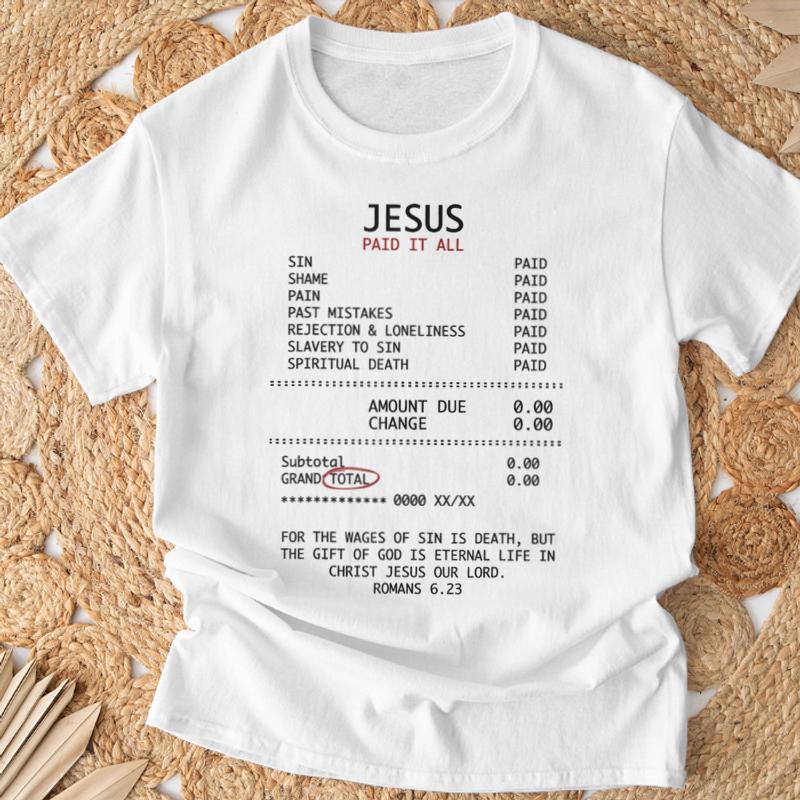 JESUS
PAID IT ALL
SIN PAID
SHAME PAID
PAIN PAID
PAST MISTAKES PAID
REJECTION & LONELINESS PAID
SLAVERY TO SIN PAID
SPIRITUAL DEATH PAID
AMOUNT DUE 0.00
CHANGE 0.00
Subtotal 0.00
GRAND TOTAL 0.00
************* 0000 XX/XX
FOR THE WAGES OF SIN IS DEATH, BUT
THE GIFT OF GOD IS ETERNAL LIFE IN
CHRIST JESUS OUR LORD.
ROMANS 6.23